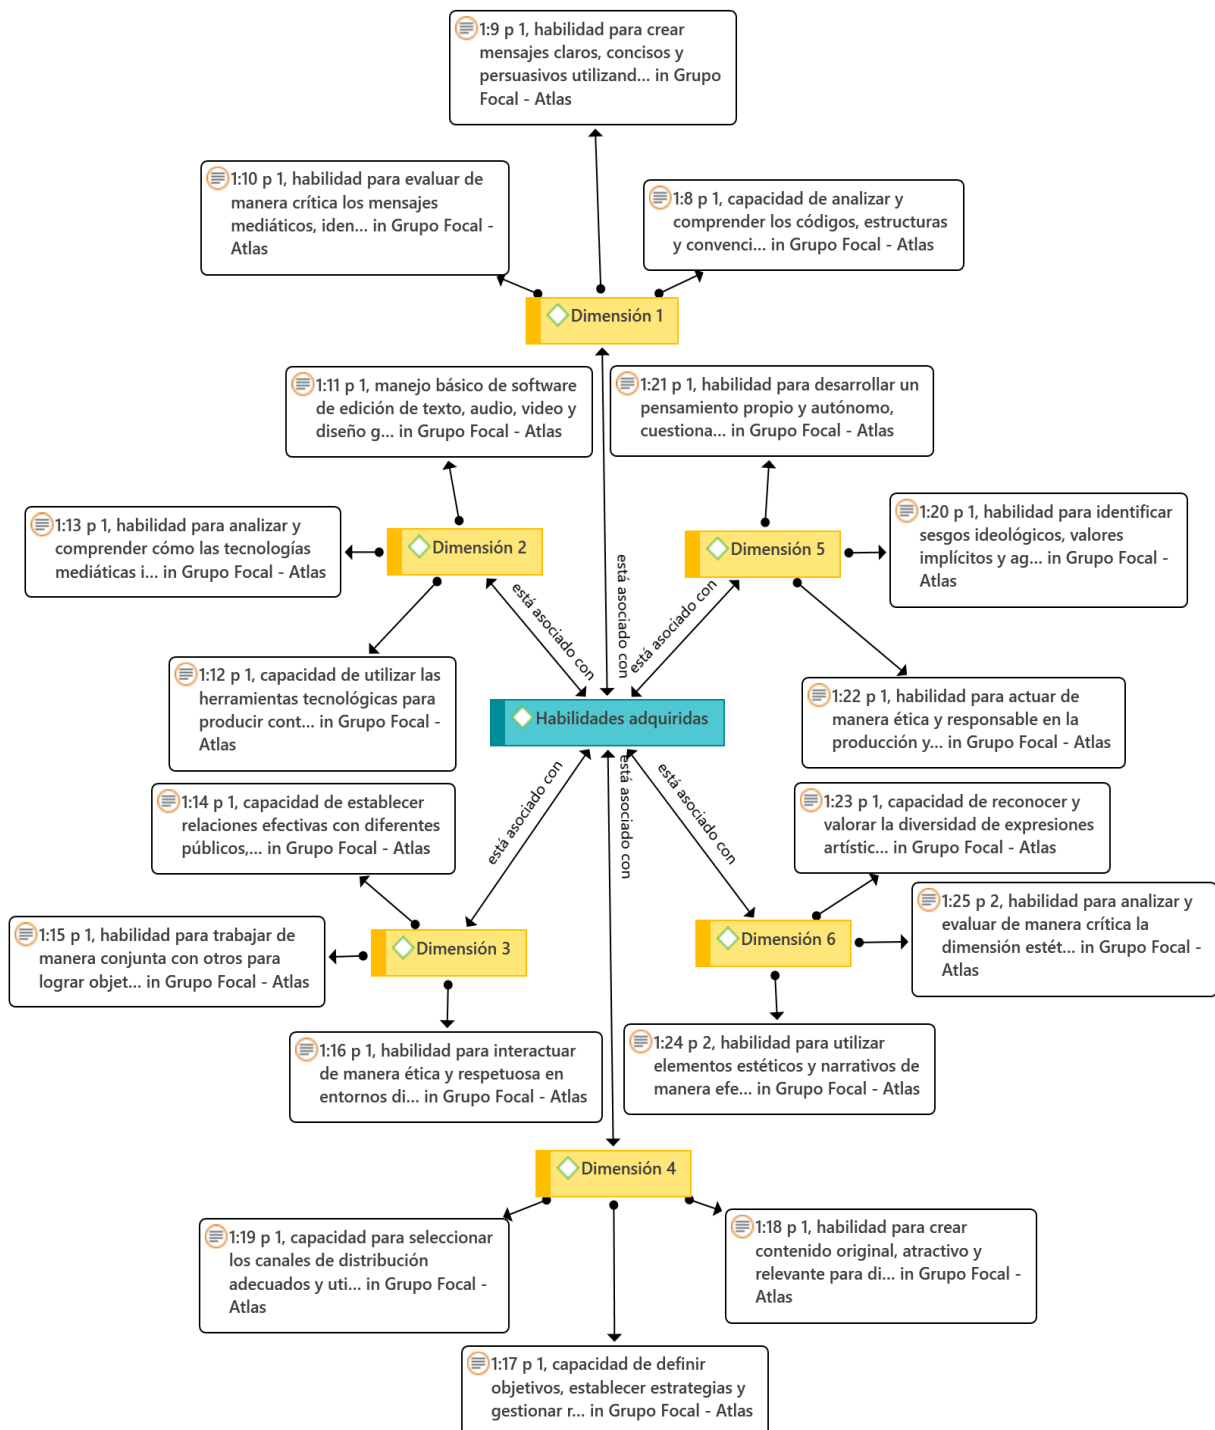 1:9 p 1, habilidad para crear
mensajes claros, concisos y
persuasivos utilizand... in Grupo
Focal - Atlas
1:10 p 1, habilidad para evaluar de
manera crítica los mensajes
mediáticos, iden... in Grupo Focal -
Atlas
1:8 p 1, capacidad de analizar y
comprender los códigos, estructuras
y convenci... in Grupo Focal - Atlas
Dimensión 1
1:11 p 1, manejo básico de software
de edición de texto, audio, video y
diseño g... in Grupo Focal - Atlas
1:21 p 1, habilidad para desarrollar un
pensamiento propio y autónomo,
cuestiona... in Grupo Focal - Atlas
1:13 p 1, habilidad para analizar y
comprender cómo las tecnologías
mediáticas i... in Grupo Focal - Atlas
Dimensión 2
Dimensión 5
1:20 p 1, habilidad para identificar
sesgos ideológicos, valores
implícitos y ag... in Grupo Focal -
Atlas
está asociado con
está asociado con
está asociado con
1:12 p 1, capacidad de utilizar las
herramientas tecnológicas para
producir cont... in Grupo Focal -
Atlas
Habilidades adquiridas
1:22 p 1, habilidad para actuar de
manera ética y responsable en la
producción y... in Grupo Focal - Atlas
está asociado con
está asociado con
está asociado con
1:14 p 1, capacidad de establecer
relaciones efectivas con diferentes
públicos,... in Grupo Focal - Atlas
1:23 p 1, capacidad de reconocer y
valorar la diversidad de expresiones
artístic... in Grupo Focal - Atlas
1:15 p 1, habilidad para trabajar de
manera conjunta con otros para
lograr objet... in Grupo Focal - Atlas
Dimensión 3
Dimensión 6
1:25 p 2, habilidad para analizar y
evaluar de manera crítica la
dimensión estét... in Grupo Focal -
Atlas
1:16 p 1, habilidad para interactuar
de manera ética y respetuosa en
entornos di... in Grupo Focal - Atlas
1:24 p 2, habilidad para utilizar
elementos estéticos y narrativos de
manera efe... in Grupo Focal - Atlas
Dimensión 4
1:19 p 1, capacidad para seleccionar
los canales de distribución
adecuados y uti... in Grupo Focal -
Atlas
1:18 p 1, habilidad para crear
contenido original, atractivo y
relevante para di... in Grupo Focal -
Atlas
1:17 p 1, capacidad de definir
objetivos, establecer estrategias y
gestionar r... in Grupo Focal - Atlas